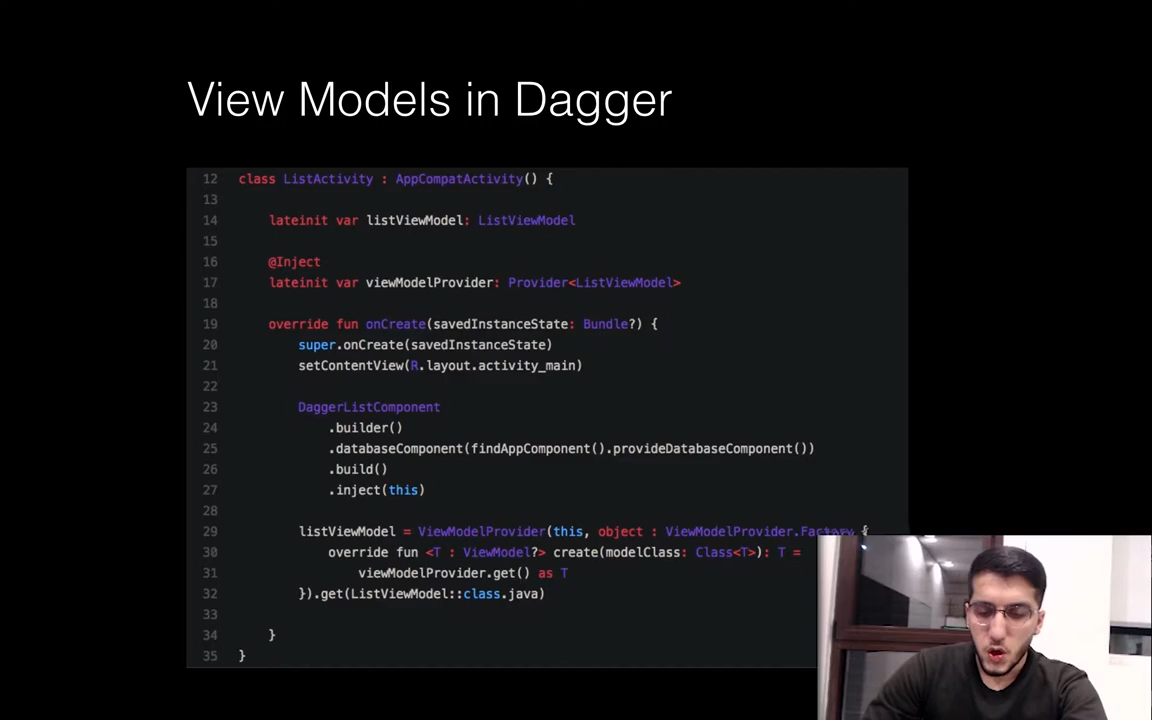 View Models in Dagger
12 class ListActivity : AppCompatActivity() {
13
14 lateinit var listViewModel: ListViewModel
15
16 @Inject
17 lateinit var viewModelProvider: Provider<ListViewModel>
18
19 override fun onCreate(savedInstanceState: Bundle?) {
20 super.onCreate(savedInstanceState)
21 setContentView(R.layout.activity_main)
22
23 DaggerListComponent
24 .builder()
25 .databaseComponent(findAppComponent().provideDatabaseComponent())
26 .build()
27 .inject(this)
28
29 listViewModel = ViewModelProvider(this, object : ViewModelProvider.Factory {
30 override fun <T : ViewModel?> create(modelClass: Class<T>): T =
31 viewModelProvider.get() as T
32 }).get(ListViewModel::class.java)
33
34 }
35 }